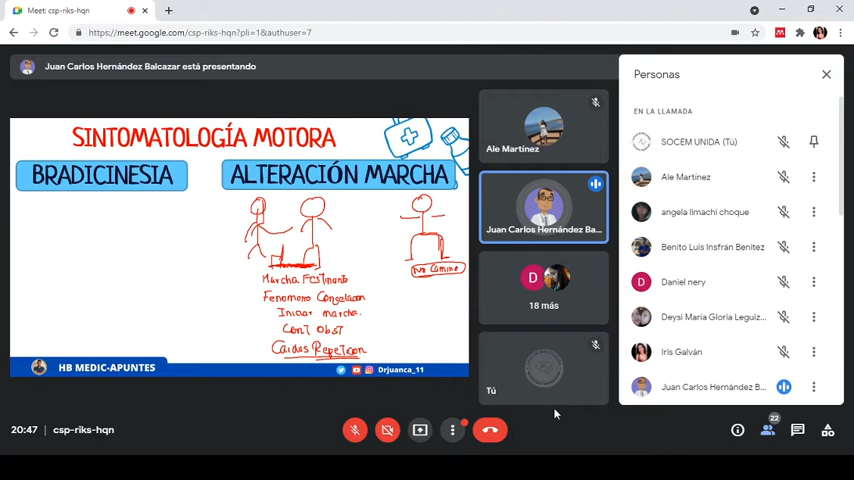 Meet: csp-riks-hqn
https://meet.google.com/csp-riks-hqn?pli=1&authuser=7
Juan Carlos Hernández Balcazar está presentando
SINTOMATOLOGÍA MOTORA
BRADICINESIA
ALTERACIÓN MARCHA
No Camine
Marcha Festinante
Fenomeno Congelacion
Iniciar marcha.
Cont Obst
Caidas Repeticon
HB MEDIC-APUNTES
Drjuanca_11
Ale Martínez
Juan Carlos Hernández Ba...
D
18 más
Tú
Personas
EN LA LLAMADA
SOCEM UNIDA (Tú)
Ale Martínez
angela limachi choque
Benito Luis Insfrán Benitez
D
Daniel nery
Deysi María Gloria Leguiz...
Iris Galván
Juan Carlos Hernández B...
20:47
csp-riks-hqn
22